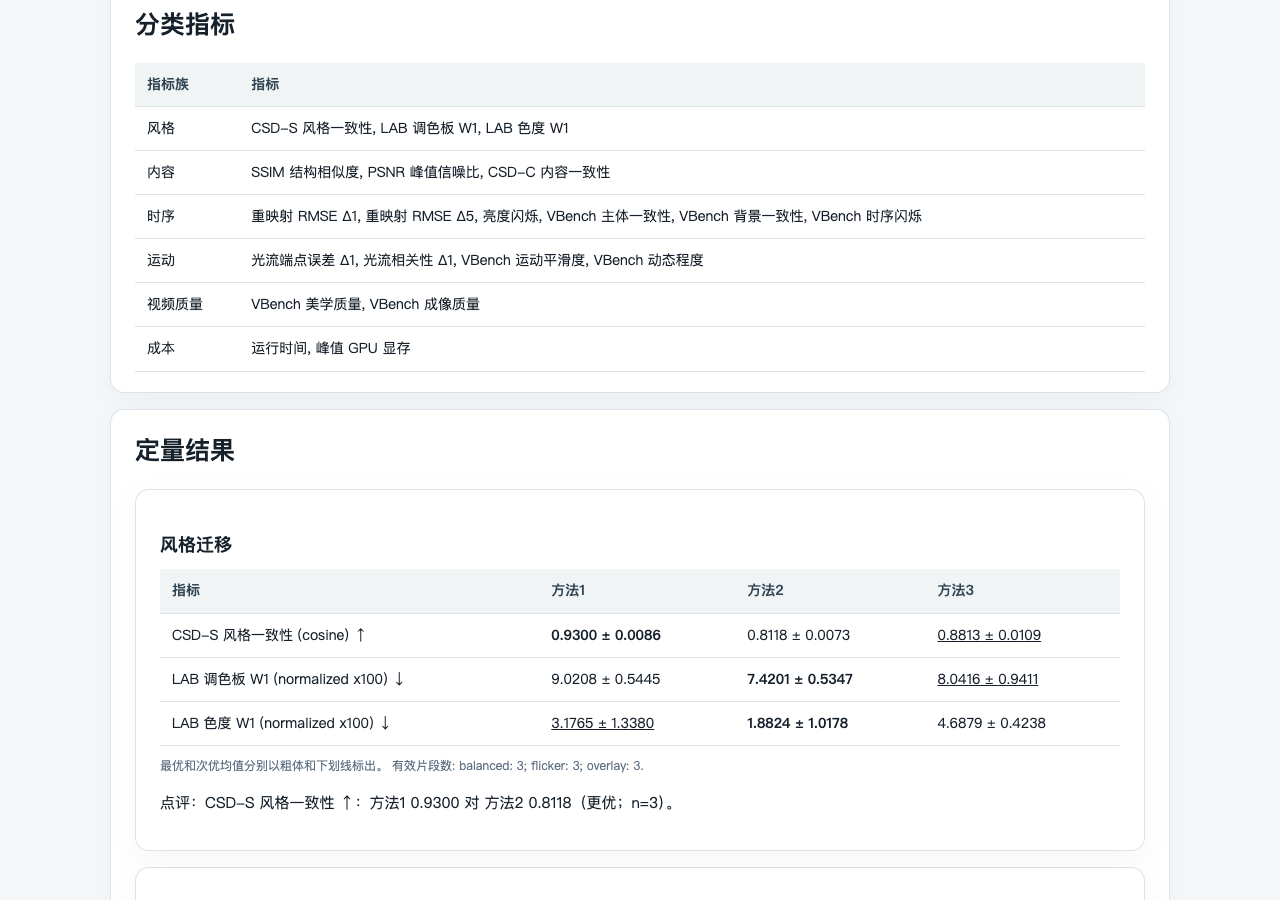 分类指标
指标族 指标
风格 CSD-S 风格一致性, LAB 调色板 W1, LAB 色度 W1
内容 SSIM 结构相似度, PSNR 峰值信噪比, CSD-C 内容一致性
时序 重映射 RMSE Δ1, 重映射 RMSE Δ5, 亮度闪烁, VBench 主体一致性, VBench 背景一致性, VBench 时序闪烁
运动 光流端点误差 Δ1, 光流相关性 Δ1, VBench 运动平滑度, VBench 动态程度
视频质量 VBench 美学质量, VBench 成像质量
成本 运行时间, 峰值 GPU 显存
定量结果
风格迁移
指标 方法1 方法2 方法3
CSD-S 风格一致性 (cosine) ↑ 0.9300 ± 0.0086 0.8118 ± 0.0073 0.8813 ± 0.0109
LAB 调色板 W1 (normalized x100) ↓ 9.0208 ± 0.5445 7.4201 ± 0.5347 8.0416 ± 0.9411
LAB 色度 W1 (normalized x100) ↓ 3.1765 ± 1.3380 1.8824 ± 1.0178 4.6879 ± 0.4238
最优和次优均值分别以粗体和下划线标出。 有效片段数: balanced: 3; flicker: 3; overlay: 3.
点评：CSD-S 风格一致性 ↑：方法1 0.9300 对 方法2 0.8118（更优；n=3）。